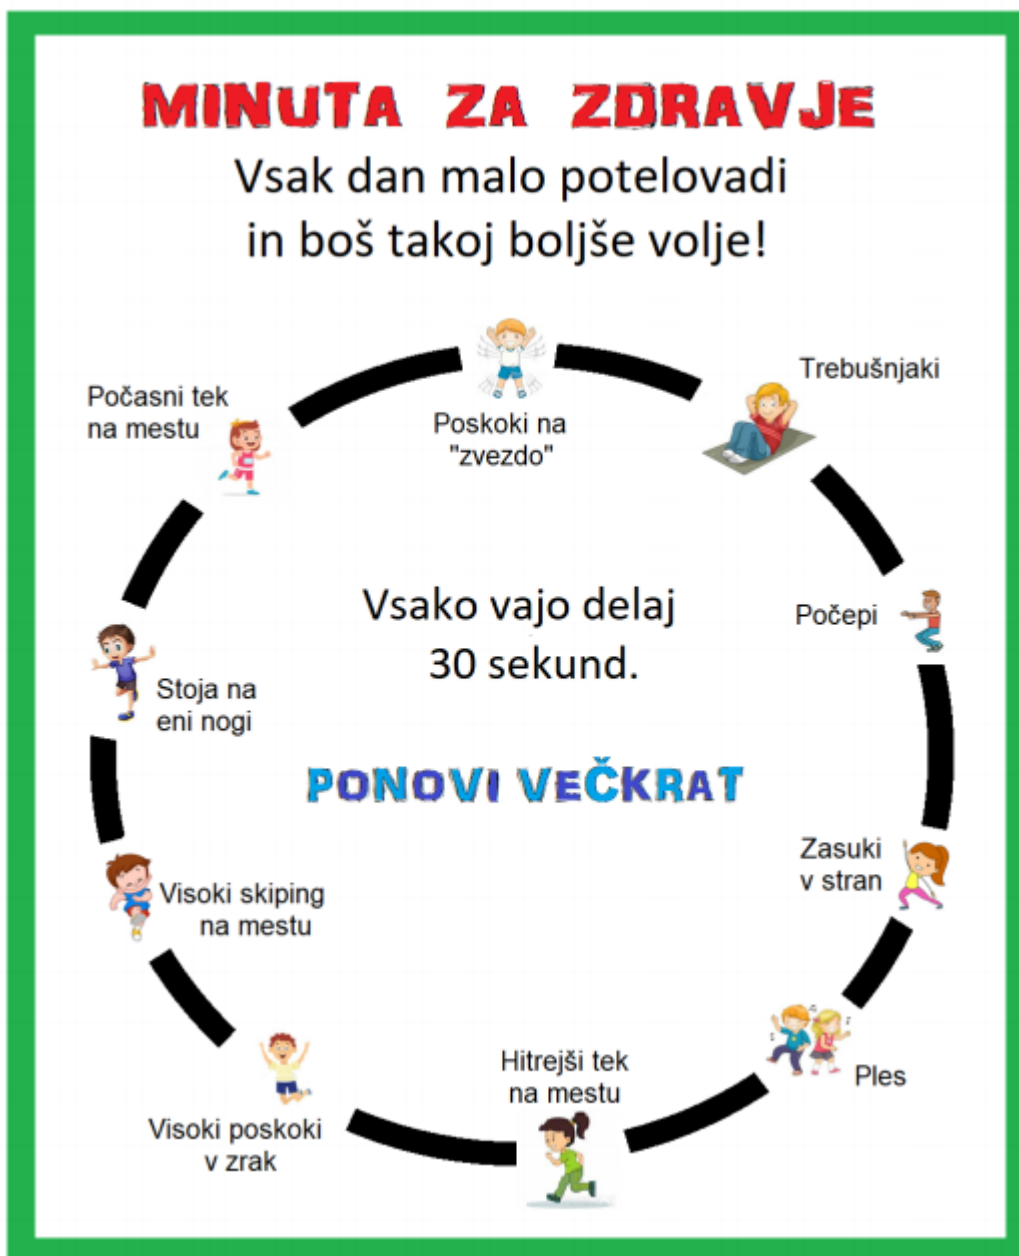 MINUTA ZA ZDRAVJE
Vsak dan malo potelovadi
in boš takoj boljše volje!
Poskoki na
"zvezdo"
Trebušnjaki
Počepi
Zasuki
v stran
Ples
Hitrejši tek
na mestu
Visoki poskoki
v zrak
Visoki skiping
na mestu
Stoja na
eni nogi
Počasni tek
na mestu
Vsako vajo delaj
30 sekund.
PONOVI VEČKRAT